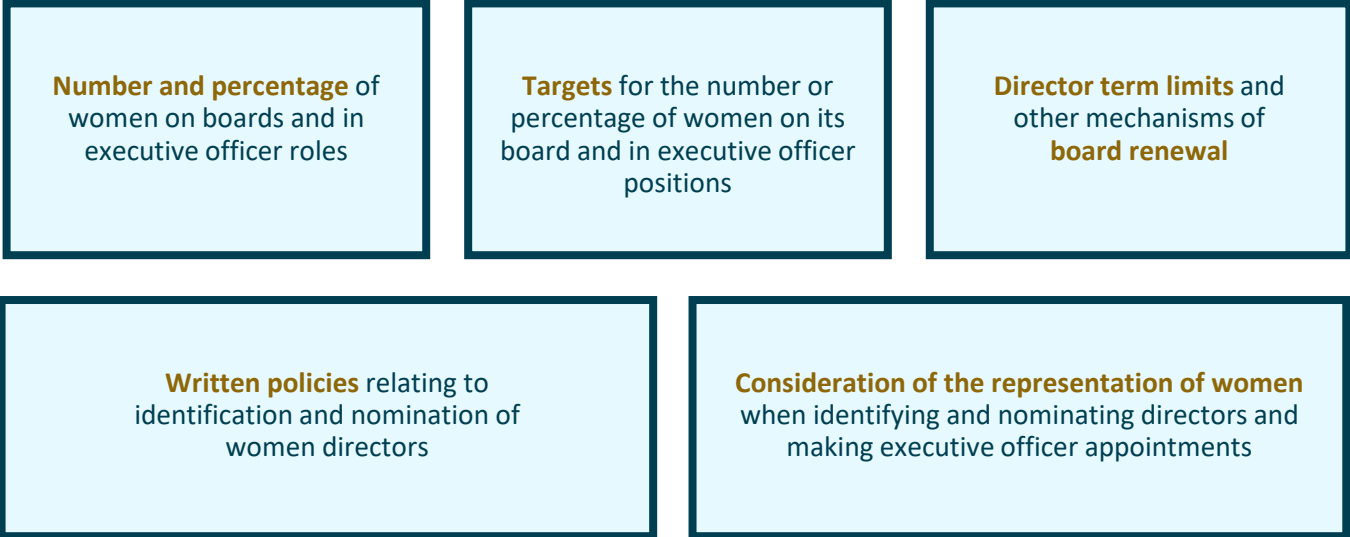 Number and percentage of
women on boards and in
executive officer roles
Targets for the number or
percentage of women on its
board and in executive officer
positions
Director term limits and
other mechanisms of
board renewal
Written policies relating to
identification and nomination of
women directors
Consideration of the representation of women
when identifying and nominating directors and
making executive officer appointments